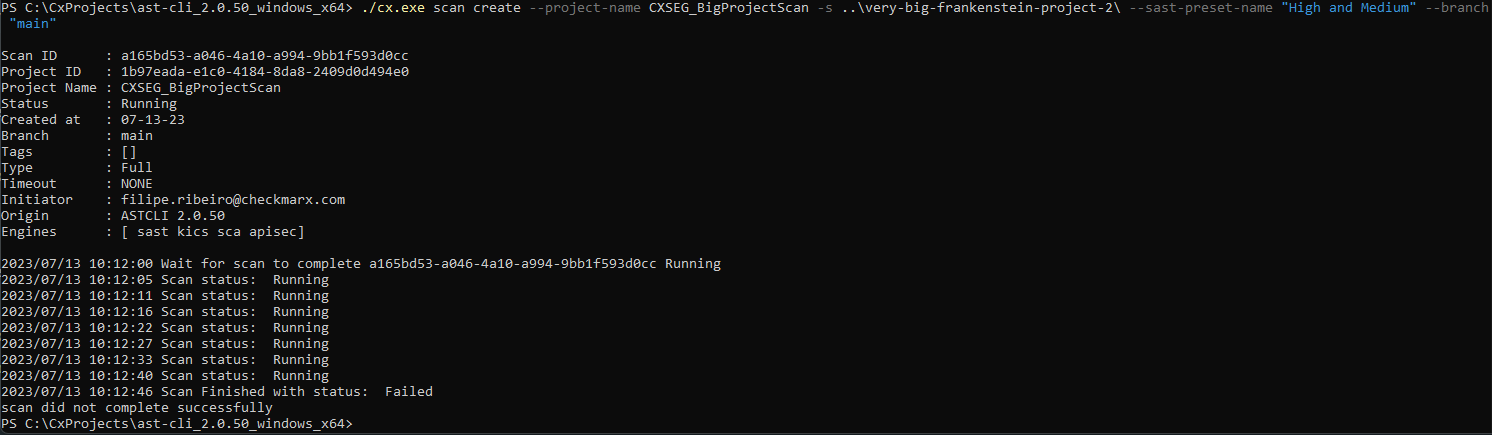 PS C:\CxProjects\ast-cli_2.0.50_windows_x64> ./cx.exe scan create --project-name CXSEG_BigProjectScan -s ..\very-big-frankenstein-project-2\ --sast-preset-name "High and Medium" --branch
"main"
Scan ID : a165bd53-a046-4a10-a994-9bb1f593d0cc
Project ID : 1b97eada-e1c0-4184-8da8-2409d0d494e0
Project Name : CXSEG_BigProjectScan
Status : Running
Created at : 07-13-23
Branch : main
Tags : []
Type : Full
Timeout : NONE
Initiator : filipe.ribeiro@checkmarx.com
Origin : ASTCLI 2.0.50
Engines : [ sast kics sca apisec]
2023/07/13 10:12:00 Wait for scan to complete a165bd53-a046-4a10-a994-9bb1f593d0cc Running
2023/07/13 10:12:05 Scan status:  Running
2023/07/13 10:12:11 Scan status:  Running
2023/07/13 10:12:16 Scan status:  Running
2023/07/13 10:12:22 Scan status:  Running
2023/07/13 10:12:27 Scan status:  Running
2023/07/13 10:12:33 Scan status:  Running
2023/07/13 10:12:40 Scan status:  Running
2023/07/13 10:12:46 Scan Finished with status:  Failed
scan did not complete successfully
PS C:\CxProjects\ast-cli_2.0.50_windows_x64>